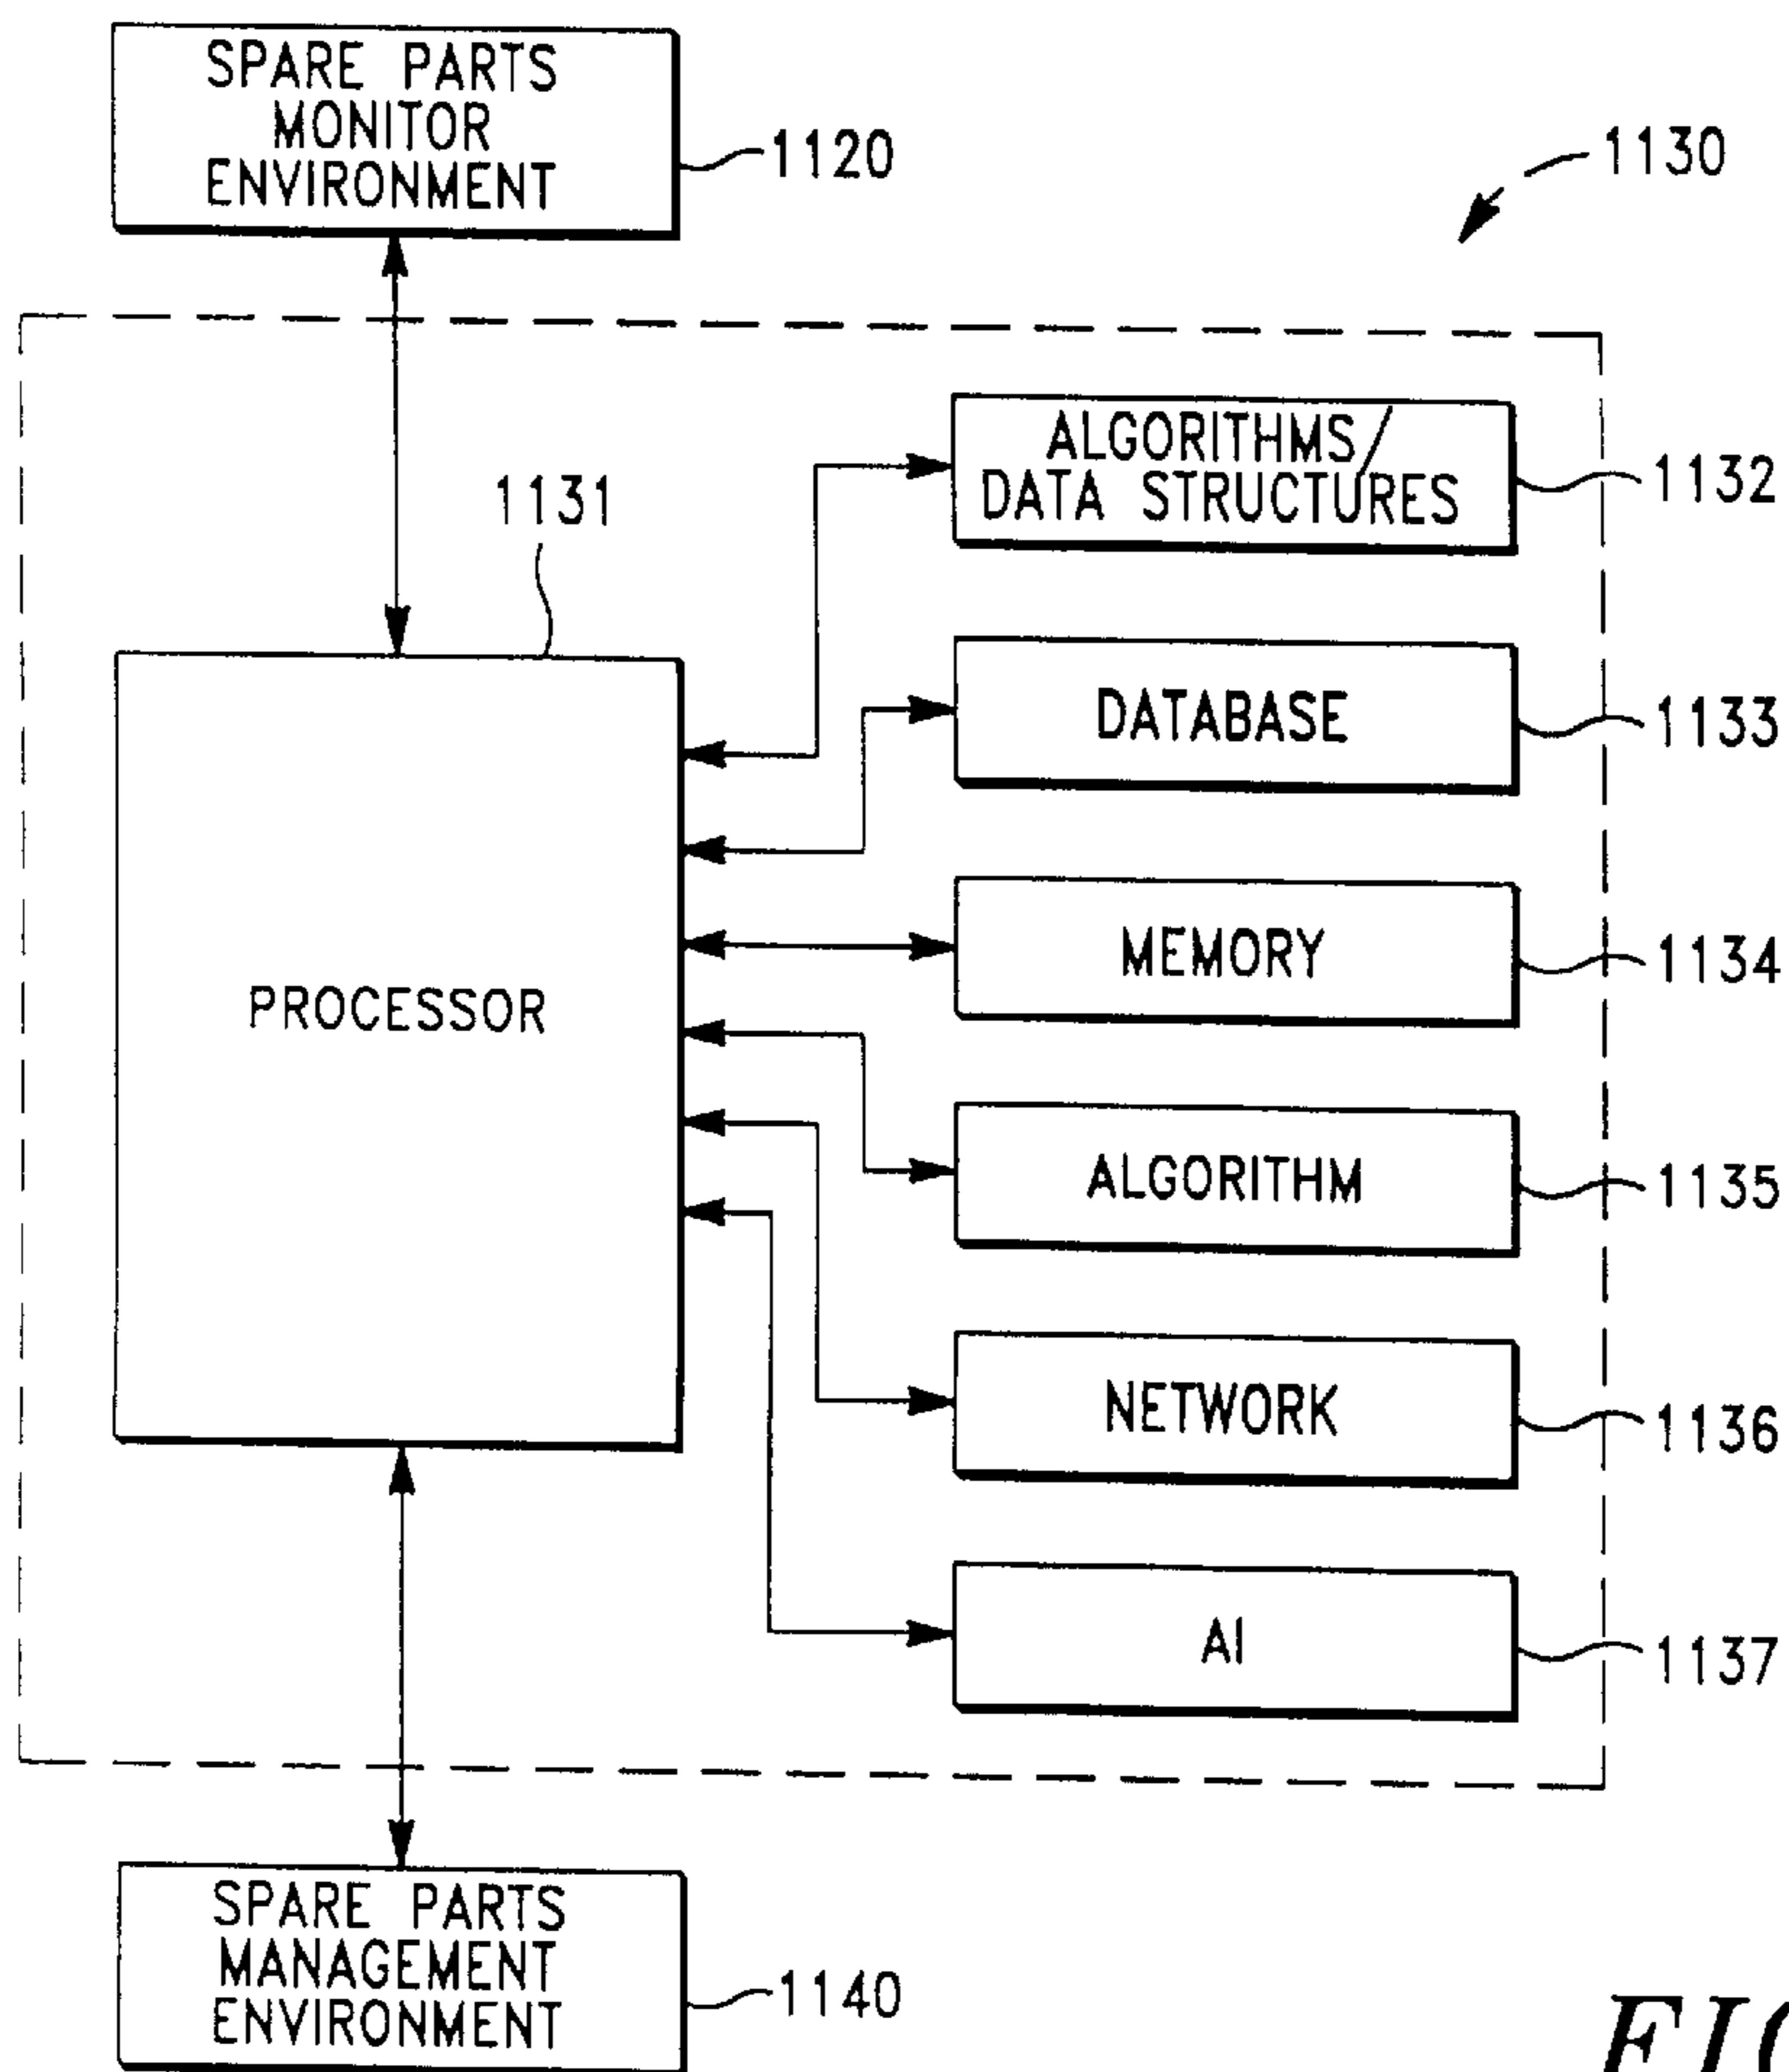 SPARE PARTS
MONITOR
ENVIRONMENT
1120
1130
1131
ALGORITHMS/
DATA STRUCTURES
1132
DATABASE
1133
PROCESSOR
MEMORY
1134
ALGORITHM
1135
NETWORK
1136
AI
1137
SPARE PARTS
MANAGEMENT
ENVIRONMENT
1140